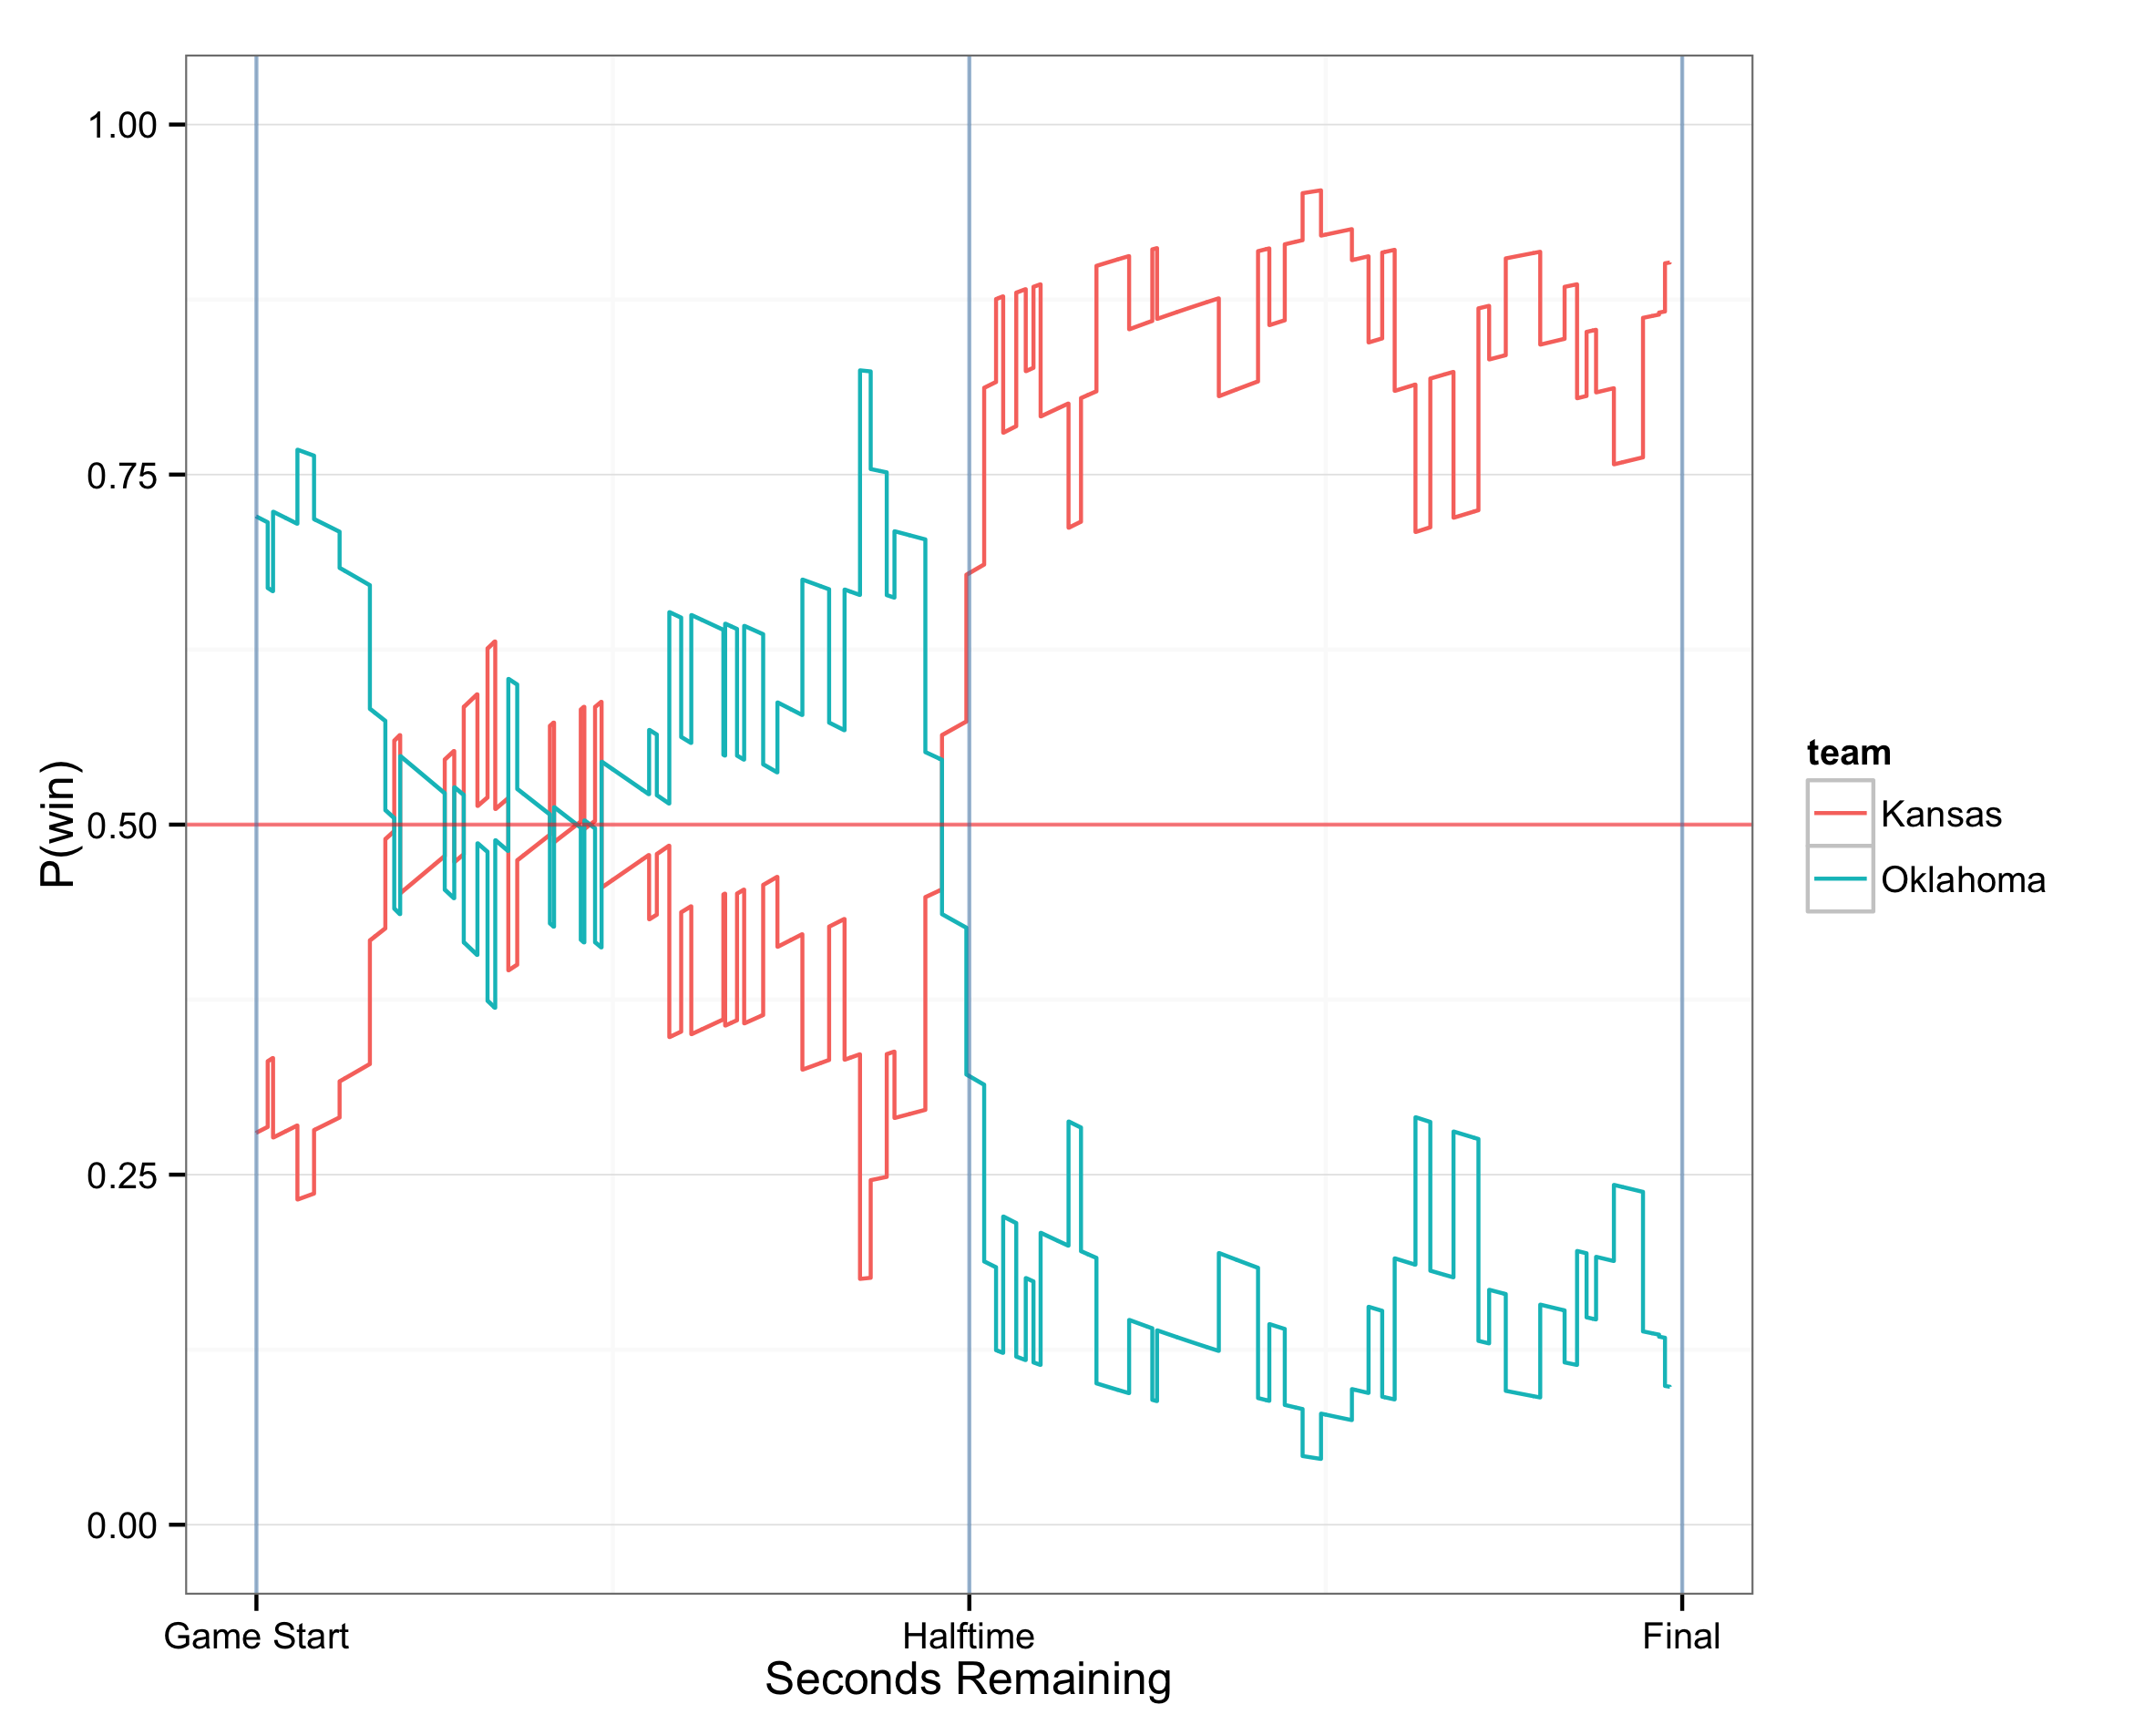 1.00
0.75
0.50
0.25
0.00
P(win)
Game Start
Halftime
Final
Seconds Remaining
team
Kansas
Oklahoma